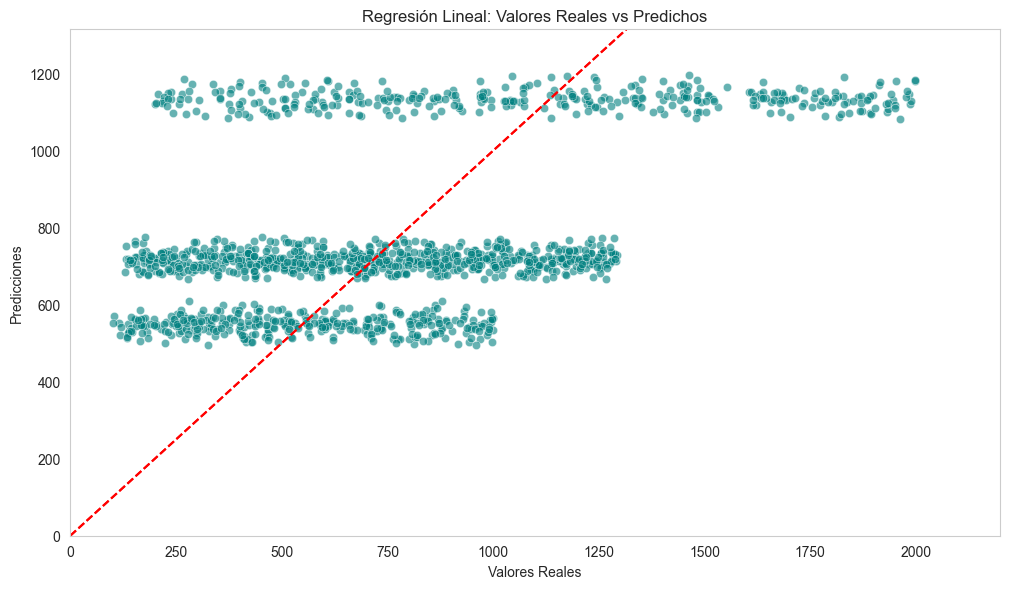 Regresión Lineal: Valores Reales vs Predichos
Predicciones
1200
1000
800
600
400
200
0
0 250 500 750 1000 1250 1500 1750 2000
Valores Reales